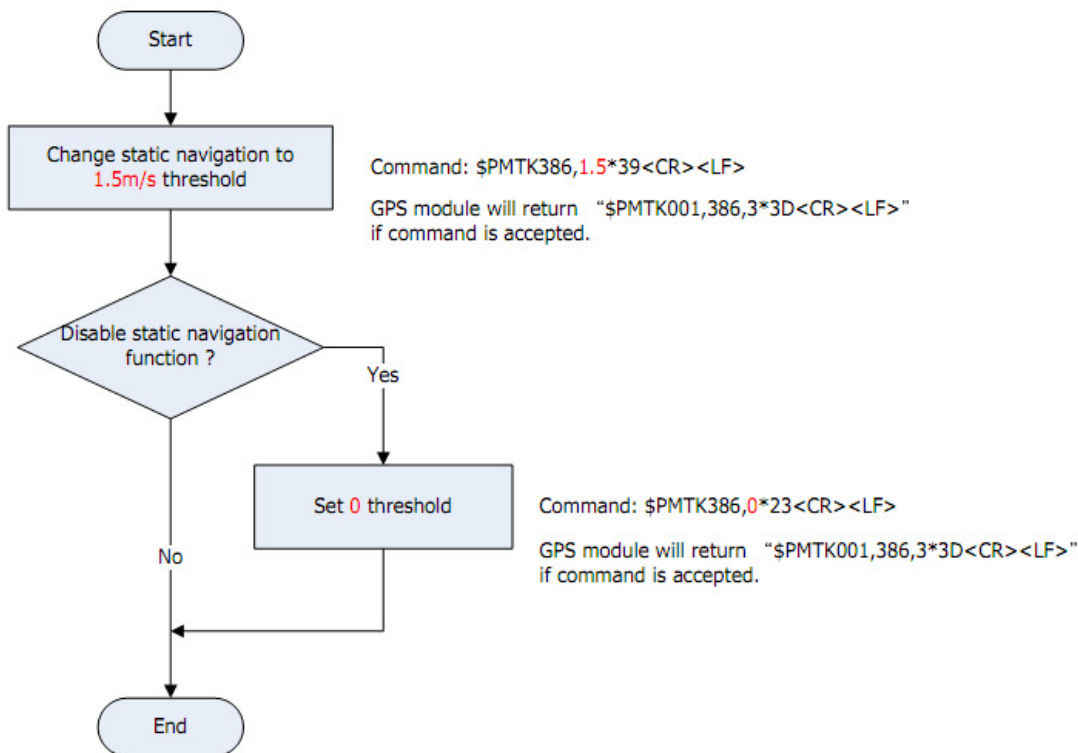 Start
Change static navigation to
1.5m/s threshold
Command: $PMTK386,1.5*39<CR><LF>
GPS module will return “$PMTK001,386,3*3D<CR><LF>”
if command is accepted.
Disable static navigation
function ?
Yes
Set 0 threshold
Command: $PMTK386,0*23<CR><LF>
GPS module will return “$PMTK001,386,3*3D<CR><LF>”
if command is accepted.
No
End